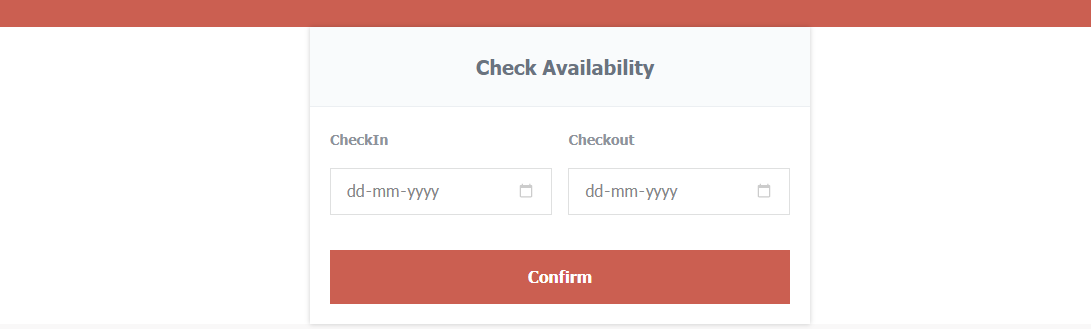 Check Availability
CheckIn Checkout
dd-mm-yyyy dd-mm-yyyy
Confirm